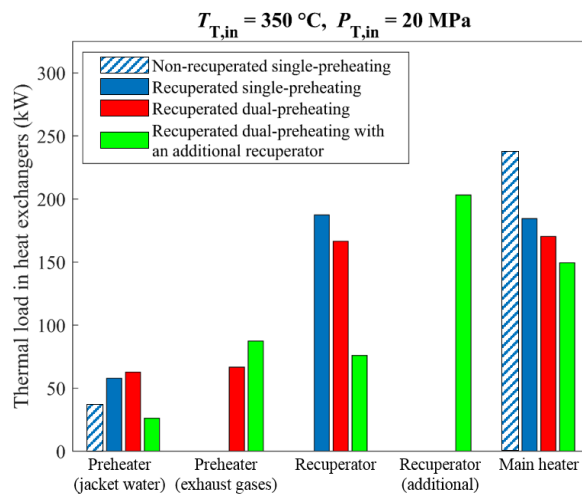 T_T,in = 350 °C, P_T,in = 20 MPa
Thermal load in heat exchangers (kW)
300
250
200
150
100
50
0
Non-recuperated single-preheating
Recuperated single-preheating
Recuperated dual-preheating
Recuperated dual-preheating with
an additional recuperator
Preheater
(jacket water)
Preheater
(exhaust gases)
Recuperator
Recuperator
(additional)
Main heater